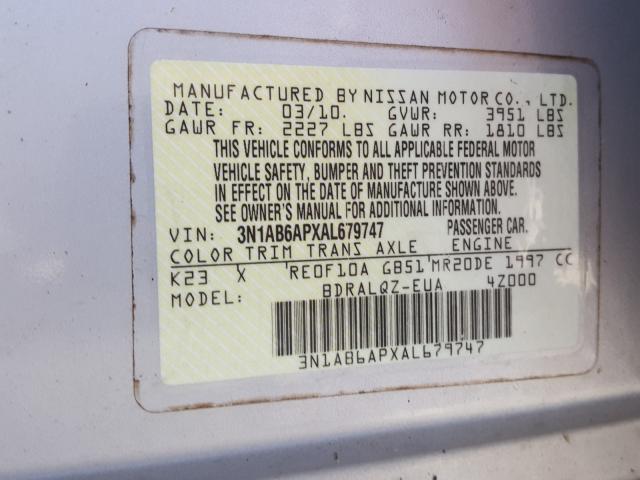 MANUFACTURED BY NISSAN MOTOR CO., LTD.
DATE: 03/10. GVWR: 3951 LBS
GAWR FR: 2227 LBS GAWR RR: 1810 LBS
THIS VEHICLE CONFORMS TO ALL APPLICABLE FEDERAL MOTOR
VEHICLE SAFETY, BUMPER AND THEFT PREVENTION STANDARDS
IN EFFECT ON THE DATE OF MANUFACTURE SHOWN ABOVE.
SEE OWNER'S MANUAL FOR ADDITIONAL INFORMATION.
VIN: 3N1AB6APXAL679747 PASSENGER CAR.
COLOR TRIM TRANS AXLE ENGINE
K23 X 'RE0F10A GB51'MR20DE 1997 CC
MODEL: BDRALQZ-EUA 4Z000
3N1AB6APXAL679747